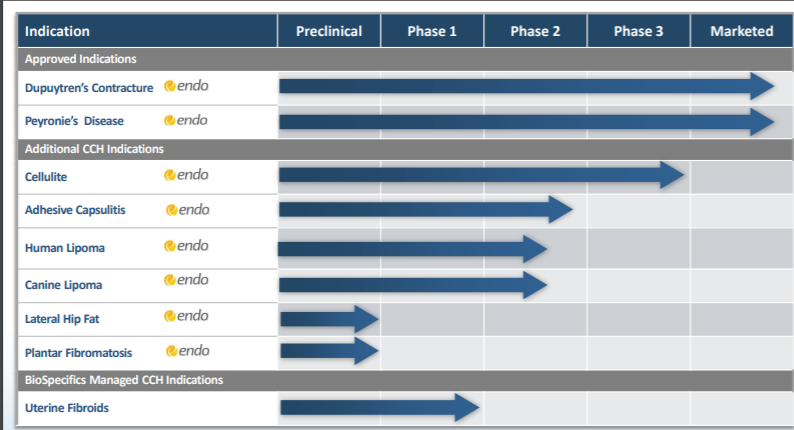 Indication Preclinical Phase 1 Phase 2 Phase 3 Marketed
Approved Indications
Dupuytren's Contracture endo
Peyronie's Disease endo
Additional CCH Indications
Cellulite endo
Adhesive Capsulitis endo
Human Lipoma endo
Canine Lipoma endo
Lateral Hip Fat endo
Plantar Fibromatosis endo
BioSpecifics Managed CCH Indications
Uterine Fibroids